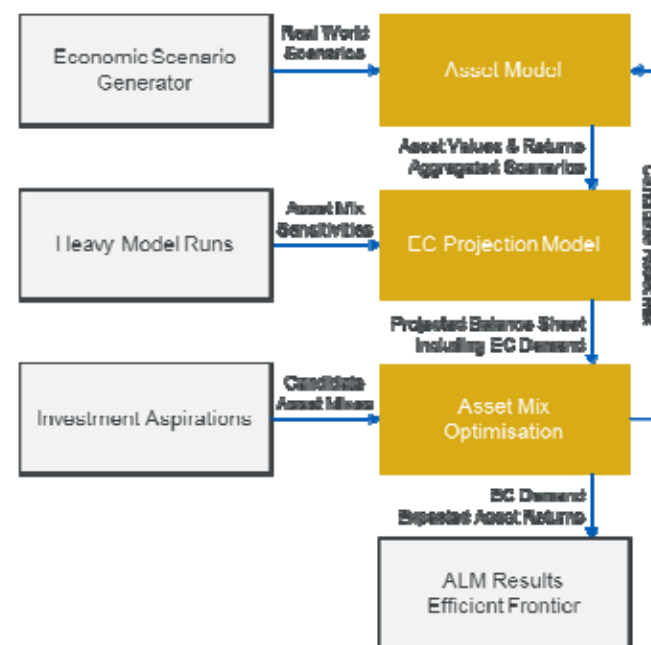 Economic Scenario
Generator
Real World
Scenarios
Asset Model
Asset Values & Returns
Aggregated Scenarios
Heavy Model Runs
Asset Mix
Sensitivities
EC Projection Model
Projected Balance Sheet
Including EC Demand
Investment Aspirations
Candidate
Asset Mixes
Asset Mix
Optimisation
EC Demand
Expected Asset Returns
ALM Results
Efficient Frontier